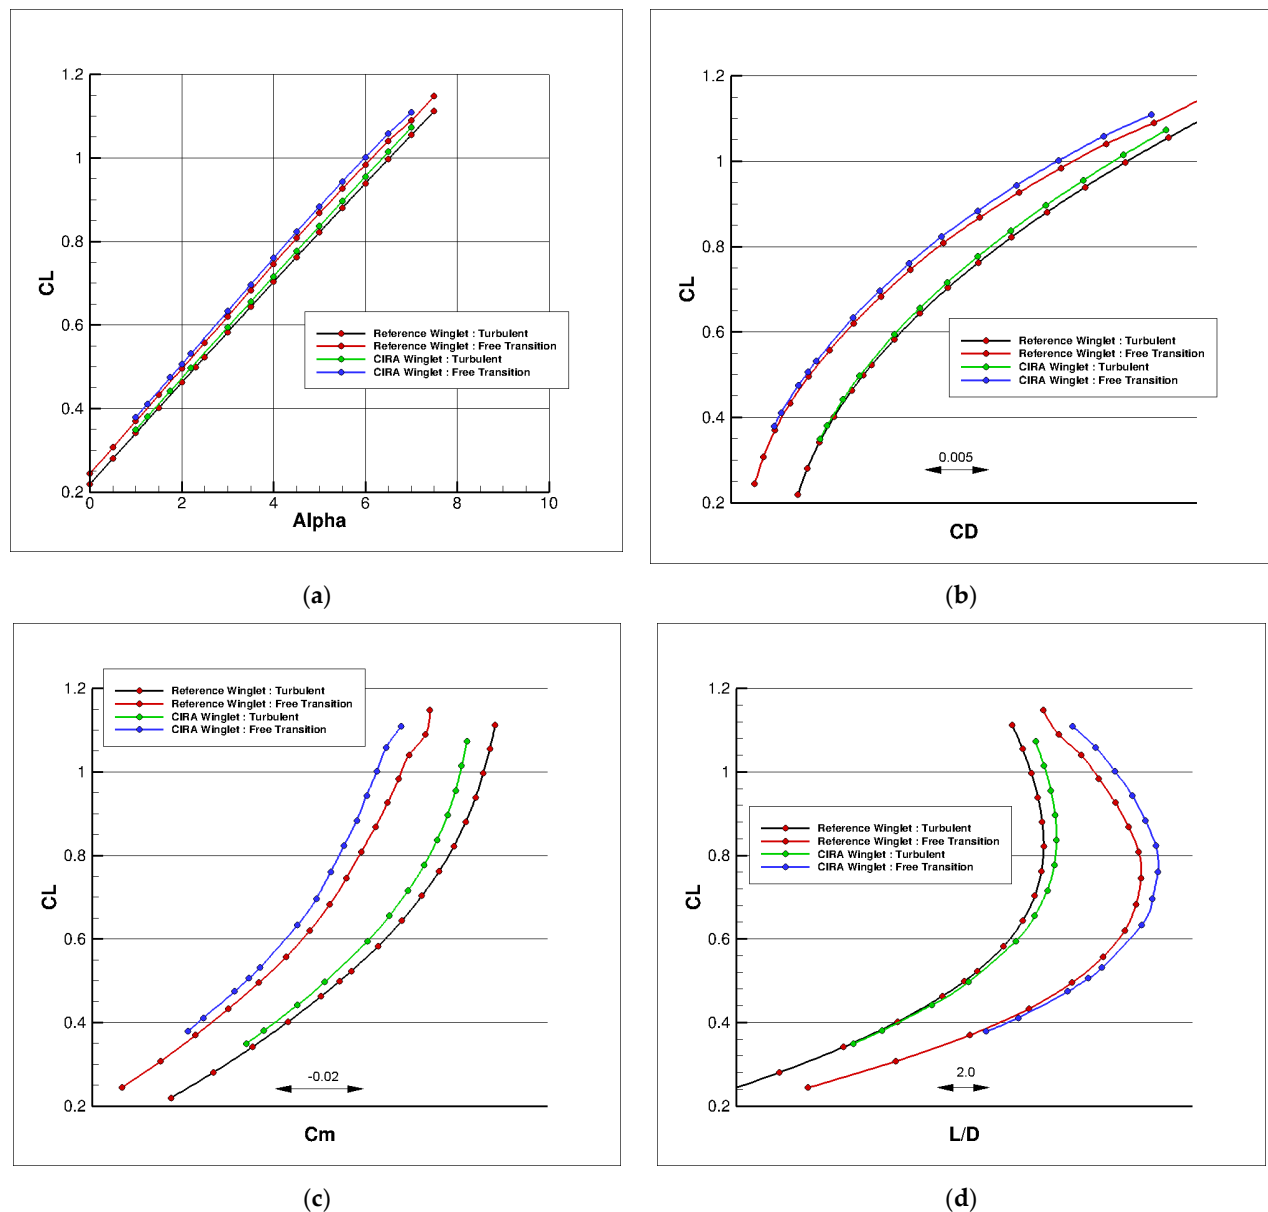 1.2
1
0.8
0.6
0.4
0.2
CL
0 2 4 6 8 10
Alpha
Reference Winglet : Turbulent
Reference Winglet : Free Transition
CIRA Winglet : Turbulent
CIRA Winglet : Free Transition
(a)
1.2
1
0.8
0.6
0.4
0.2
CL
CD
Reference Winglet : Turbulent
Reference Winglet : Free Transition
CIRA Winglet : Turbulent
CIRA Winglet : Free Transition
0.005
(b)
1.2
1
0.8
0.6
0.4
0.2
CL
Cm
Reference Winglet : Turbulent
Reference Winglet : Free Transition
CIRA Winglet : Turbulent
CIRA Winglet : Free Transition
-0.02
(c)
1.2
1
0.8
0.6
0.4
0.2
CL
L/D
Reference Winglet : Turbulent
Reference Winglet : Free Transition
CIRA Winglet : Turbulent
CIRA Winglet : Free Transition
2.0
(d)